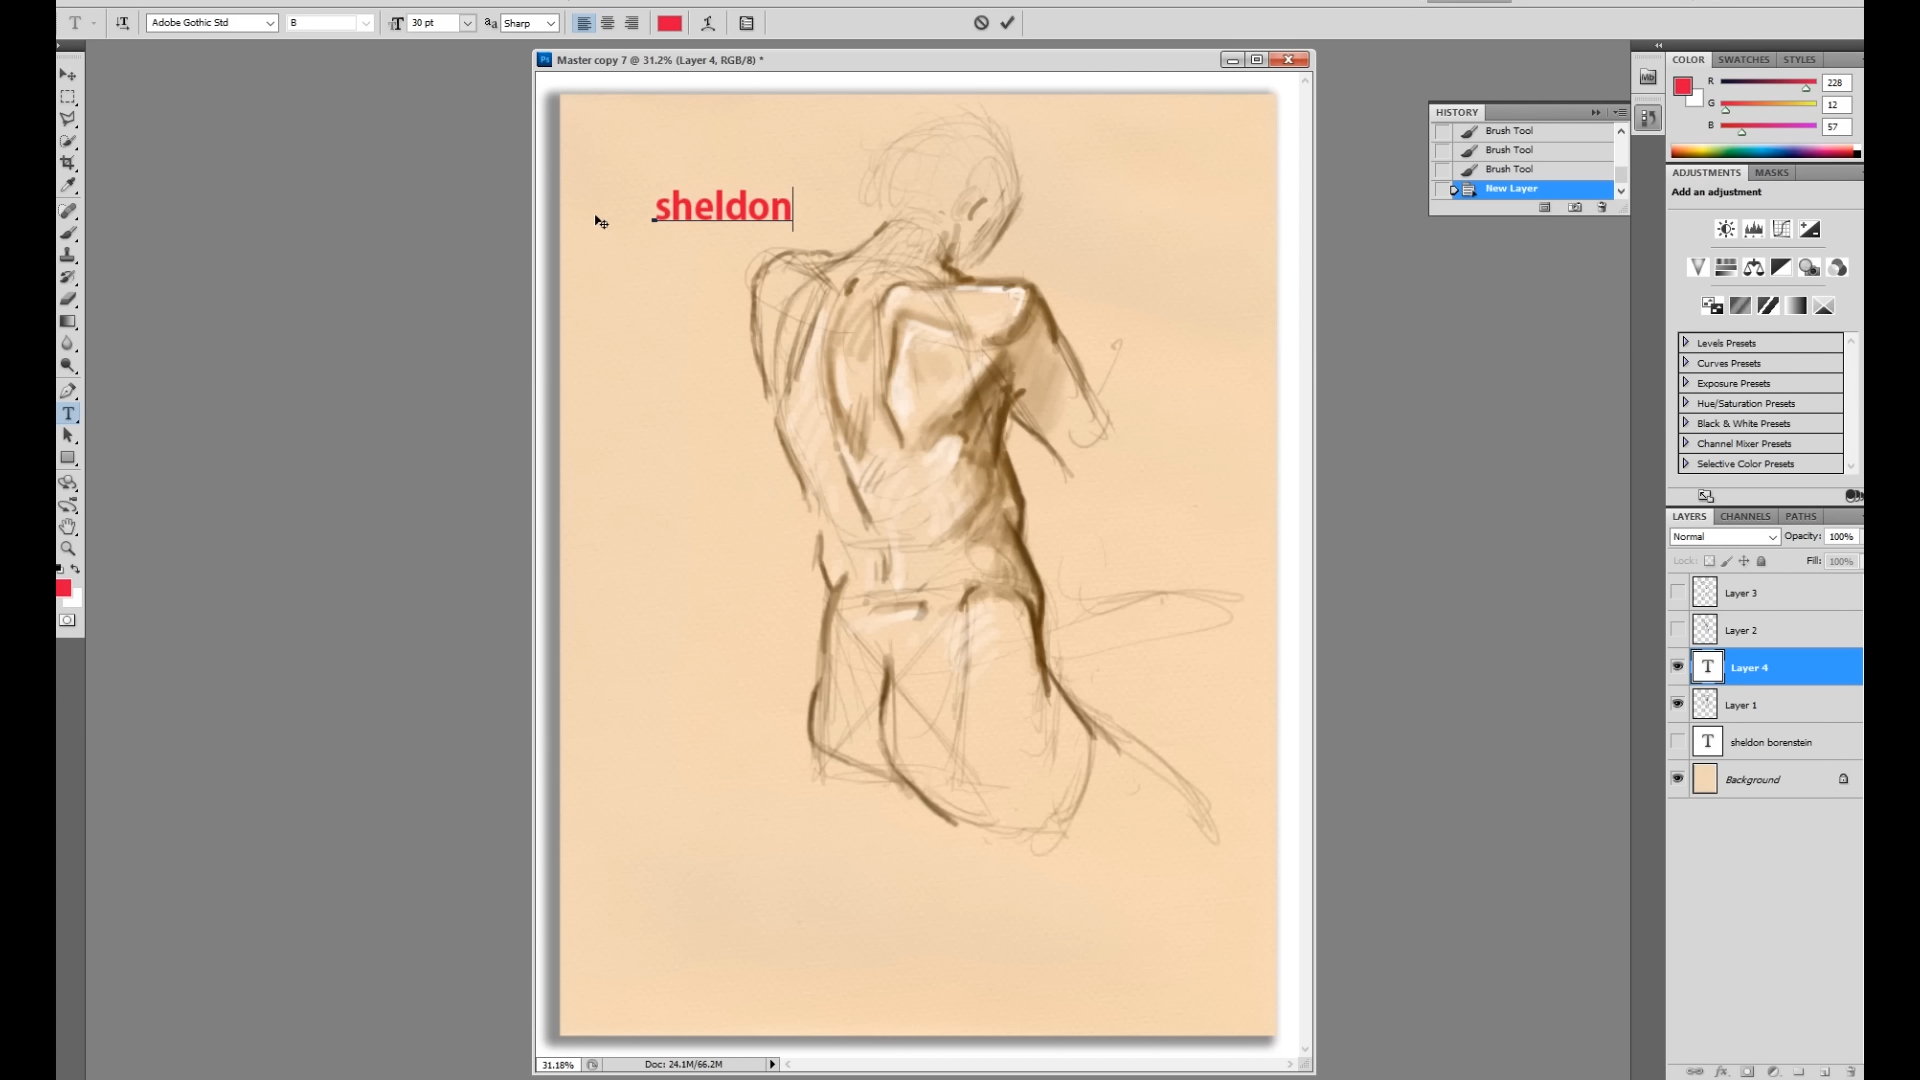 T
Adobe Gothic Std
B
30 pt
Sharp
Master copy 7 @ 31.2% (Layer 4, RGB/8) *
sheldon
HISTORY
Brush Tool
Brush Tool
Brush Tool
New Layer
COLOR SWATCHES STYLES
R 228
G 12
B 57
ADJUSTMENTS MASKS
Add an adjustment
Levels Presets
Curves Presets
Exposure Presets
Hue/Saturation Presets
Black & White Presets
Channel Mixer Presets
Selective Color Presets
LAYERS CHANNELS PATHS
Normal Opacity: 100%
Lock: Fill: 100%
Layer 3
Layer 2
T Layer 4
Layer 1
T sheldon borenstein
Background
31.18% Doc: 24.1M/66.2M